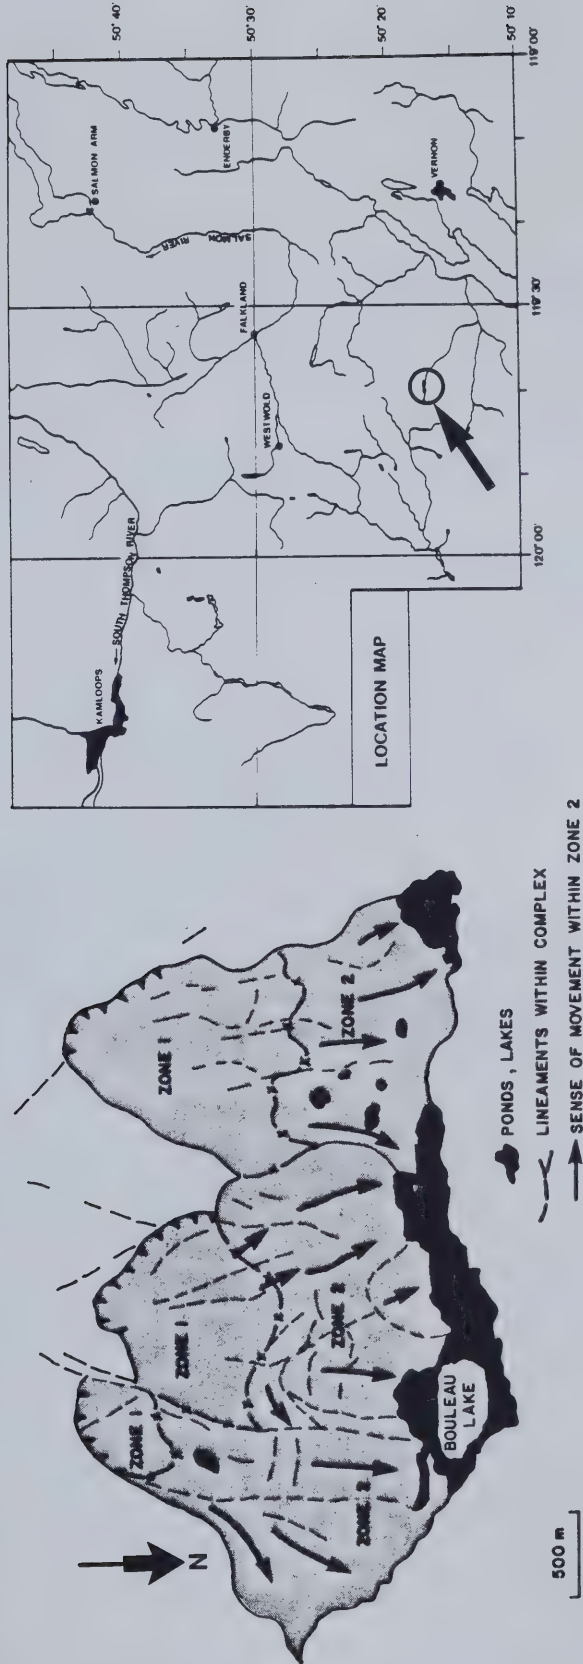 50° 40'
50° 30'
50° 20'
50° 10'
119° 00'
SALMON ARM
ENDERBY
VERNON
SALMON
RIVER
119° 30'
FALKLAND
WESTWOLD
120° 00'
SOUTH THOMPSON RIVER
KAMLOOPS
LOCATION MAP
ZONE 1
ZONE 2
ZONE 1
ZONE 2
ZONE 1
ZONE 2
BOULEAU
LAKE
N
500 m
PONDS, LAKES
LINEAMENTS WITHIN COMPLEX
SENSE OF MOVEMENT WITHIN ZONE 2